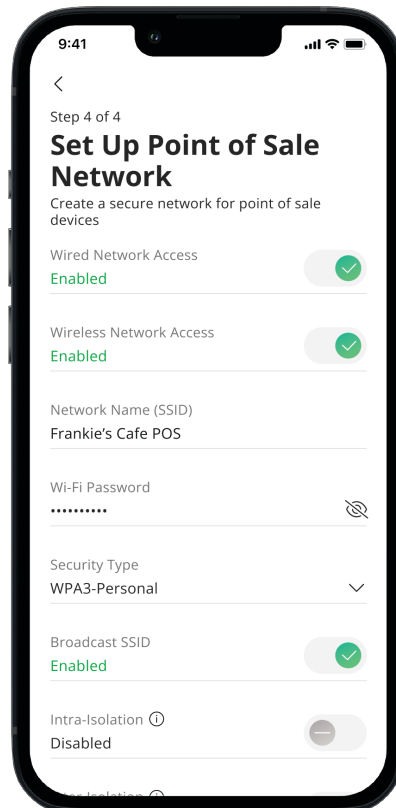 9:41
Step 4 of 4
Set Up Point of Sale
Network
Create a secure network for point of sale
devices
Wired Network Access
Enabled
Wireless Network Access
Enabled
Network Name (SSID)
Frankie’s Cafe POS
Wi-Fi Password
••••••••••
Security Type
WPA3-Personal
Broadcast SSID
Enabled
Intra-Isolation
Disabled